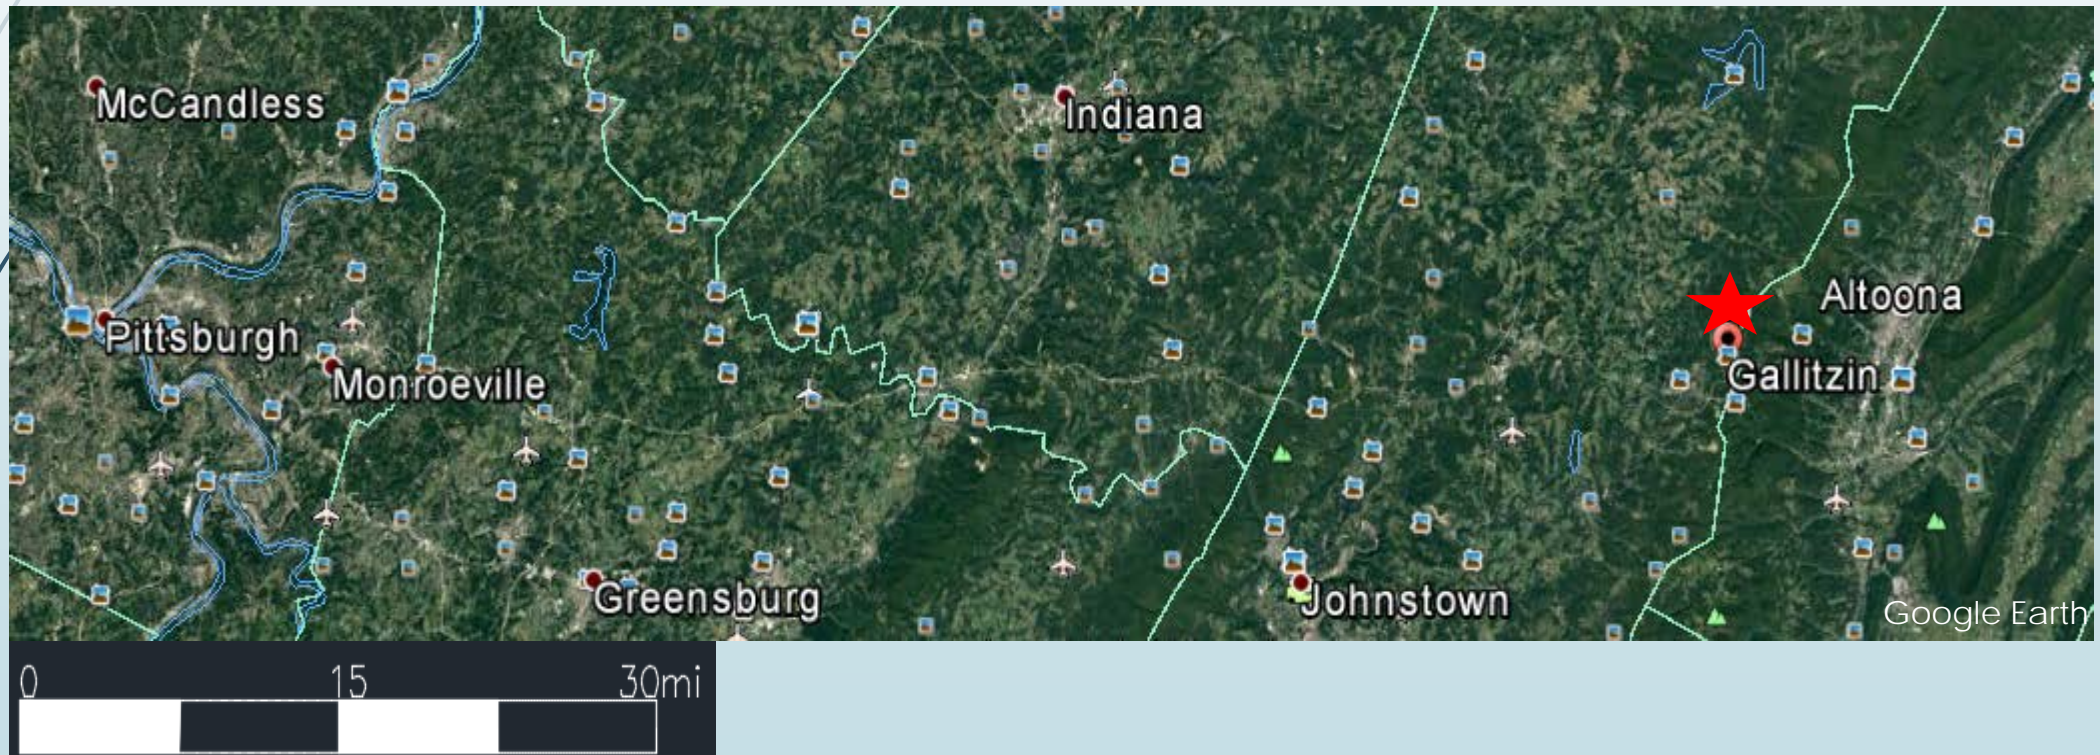 McCandless
Indiana
Altoona
Pittsburgh
Monroeville
Gallitzin
Greensburg
Johnstown
Google Earth
0 15 30mi